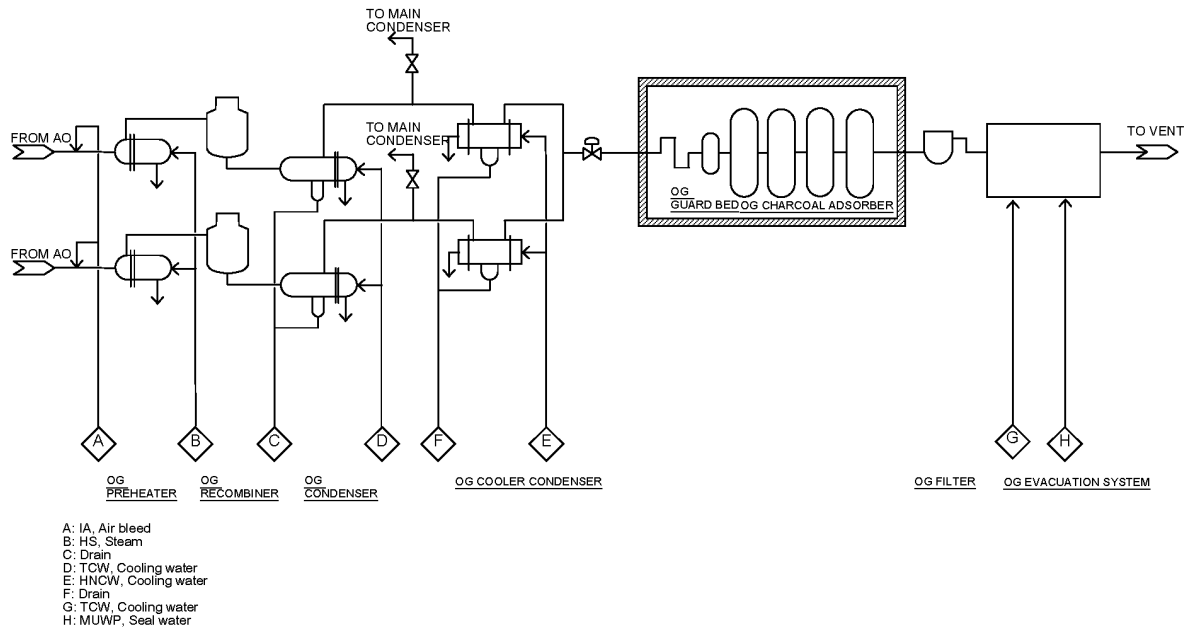 TO MAIN
CONDENSER
FROM AO
TO MAIN
CONDENSER
TO VENT
OG
GUARD BED
OG CHARCOAL ADSORBER
FROM AO
A
B
C
D
F
E
G
H
OG
PREHEATER
OG
RECOMBINER
OG
CONDENSER
OG COOLER CONDENSER
OG FILTER
OG EVACUATION SYSTEM
A: IA, Air bleed
B: HS, Steam
C: Drain
D: TCW, Cooling water
E: HNCW, Cooling water
F: Drain
G: TCW, Cooling water
H: MUWP, Seal water